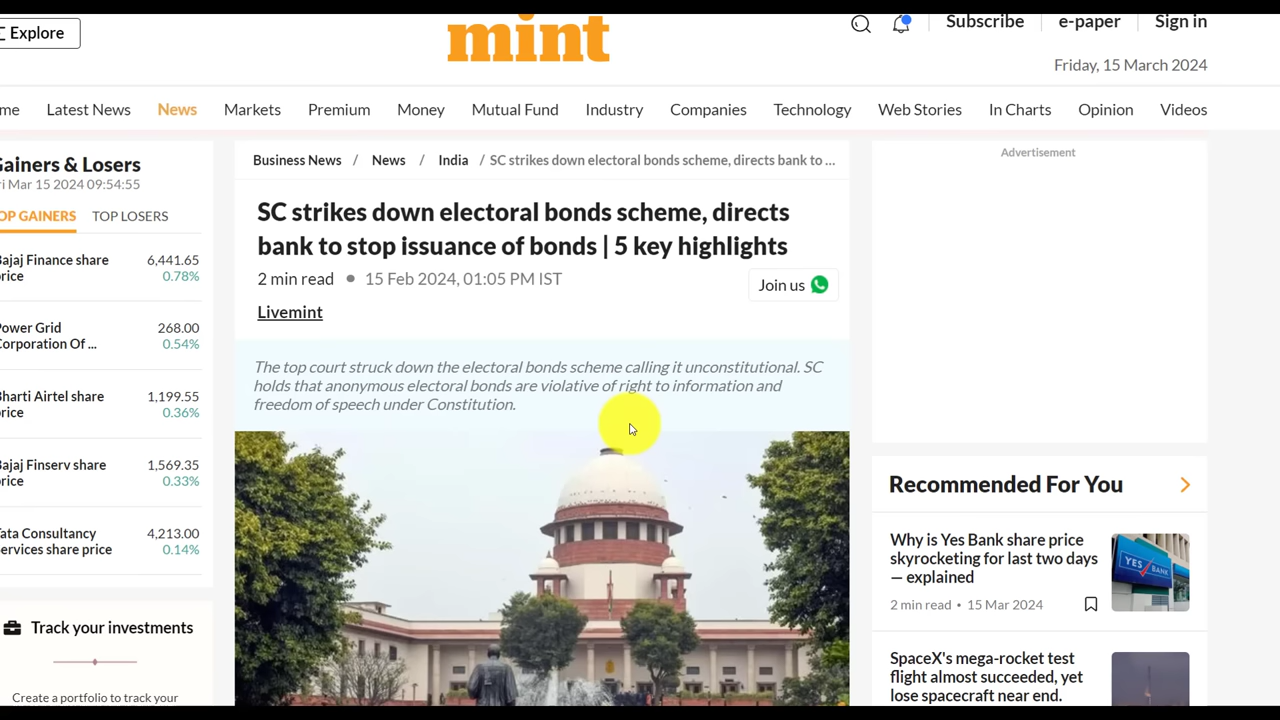 Explore
mint
Subscribe
e-paper
Sign in
Friday, 15 March 2024
Latest News
News
Markets
Premium
Money
Mutual Fund
Industry
Companies
Technology
Web Stories
In Charts
Opinion
Videos
Gainers & Losers
Mar 15 2024 09:54:55
TOP GAINERS
TOP LOSERS
Bajaj Finance share
price
6,441.65
0.78%
Power Grid
Corporation Of ...
268.00
0.54%
Bharti Airtel share
price
1,199.55
0.36%
Bajaj Finserv share
price
1,569.35
0.33%
Tata Consultancy
Services share price
4,213.00
0.14%
Track your investments
Create a portfolio to track your
Business News / News / India / SC strikes down electoral bonds scheme, directs bank to ...
SC strikes down electoral bonds scheme, directs
bank to stop issuance of bonds | 5 key highlights
2 min read • 15 Feb 2024, 01:05 PM IST
Join us
Livemint
The top court struck down the electoral bonds scheme calling it unconstitutional. SC
holds that anonymous electoral bonds are violative of right to information and
freedom of speech under Constitution.
Advertisement
Recommended For You
Why is Yes Bank share price
skyrocketing for last two days
— explained
2 min read • 15 Mar 2024
YES BANK
SpaceX's mega-rocket test
flight almost succeeded, yet
lose spacecraft near end.